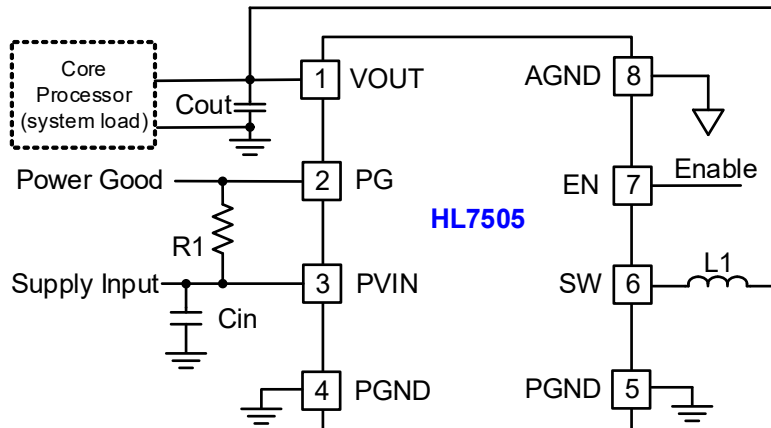 Core
Processor
(system load)
Cout
1 VOUT
AGND 8
Power Good
2 PG
EN 7 Enable
HL7505
R1
Supply Input
3 PVIN
SW 6 L1
Cin
4 PGND
PGND 5